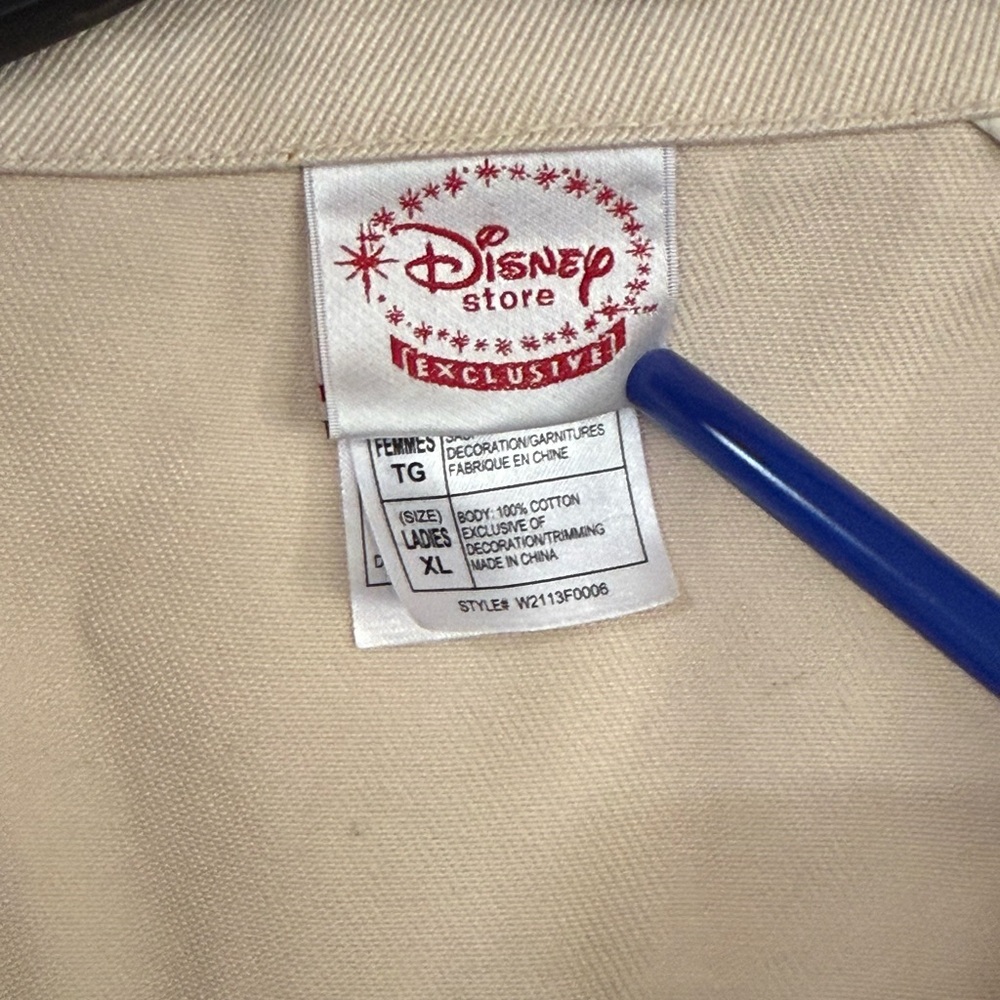 Disney
store
TM
EXCLUSIVE
FEMMES
TG
DECORATION/GARNITURES
FABRIQUE EN CHINE
(SIZE)
LADIES
XL
BODY: 100% COTTON
EXCLUSIVE OF
DECORATION/TRIMMING
MADE IN CHINA
D
STYLE# W2113F0006